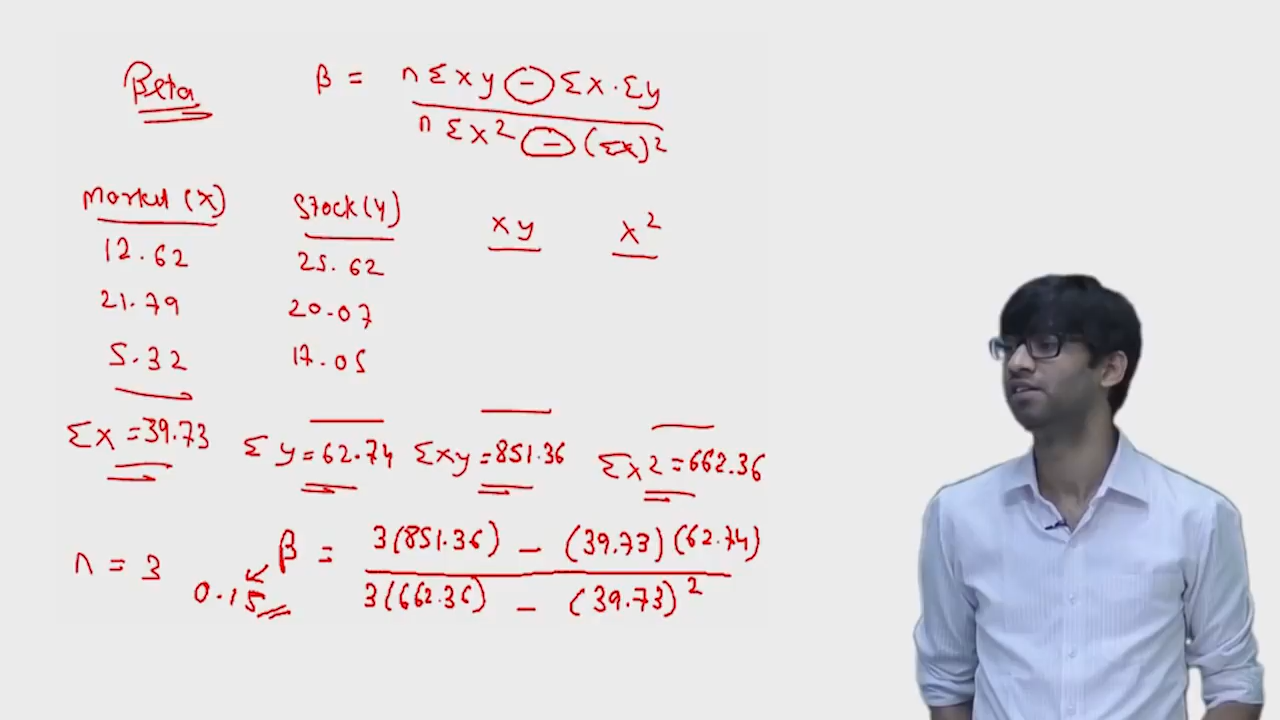 Beta
β = n Σxy - Σx.Σy
n Σx2 - (Σx)2
Market (x) Stock(y) xy x2
12.62 25.62
21.79 20.07
5.32 17.05
Σx =39.73 Σy =62.74 Σxy =851.36 Σx2 =662.36
n = 3 β = 3(851.36) - (39.73)(62.74)
0.15 3(662.36) - (39.73)2